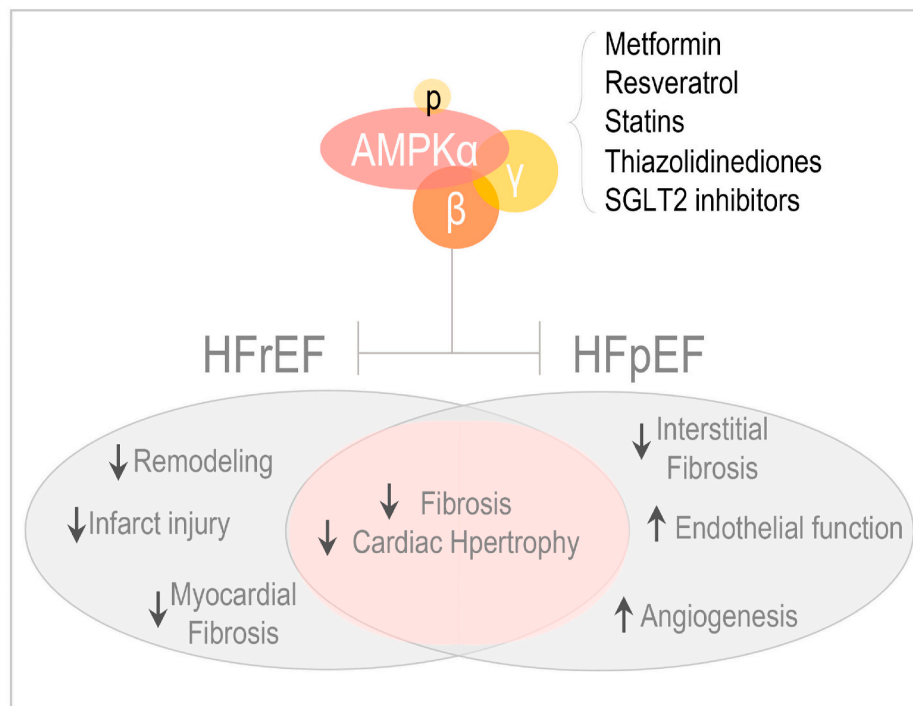 Metformin
Resveratrol
Statins
Thiazolidinediones
SGLT2 inhibitors
p
AMPKα
γ
β
HFrEF
HFpEF
Remodeling
Infarct injury
Myocardial
Fibrosis
Fibrosis
Cardiac Hpertrophy
Interstitial
Fibrosis
Endothelial function
Angiogenesis